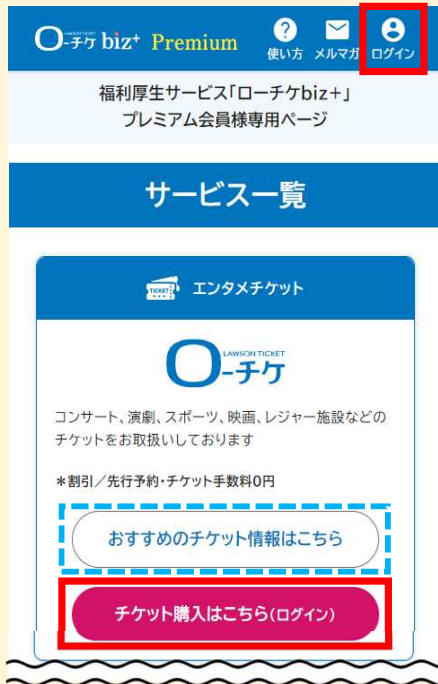 ローチケ biz+ Premium
使い方 メルマガ ログイン
福利厚生サービス「ローチケbiz+」
プレミアム会員様専用ページ
サービス一覧
TICKET エンタメチケット
LAWSON TICKET
ローチケ
コンサート、演劇、スポーツ、映画、レジャー施設などの
チケットをお取扱いしております
*割引/先行予約・チケット手数料0円
おすすめのチケット情報はこちら
チケット購入はこちら(ログイン)